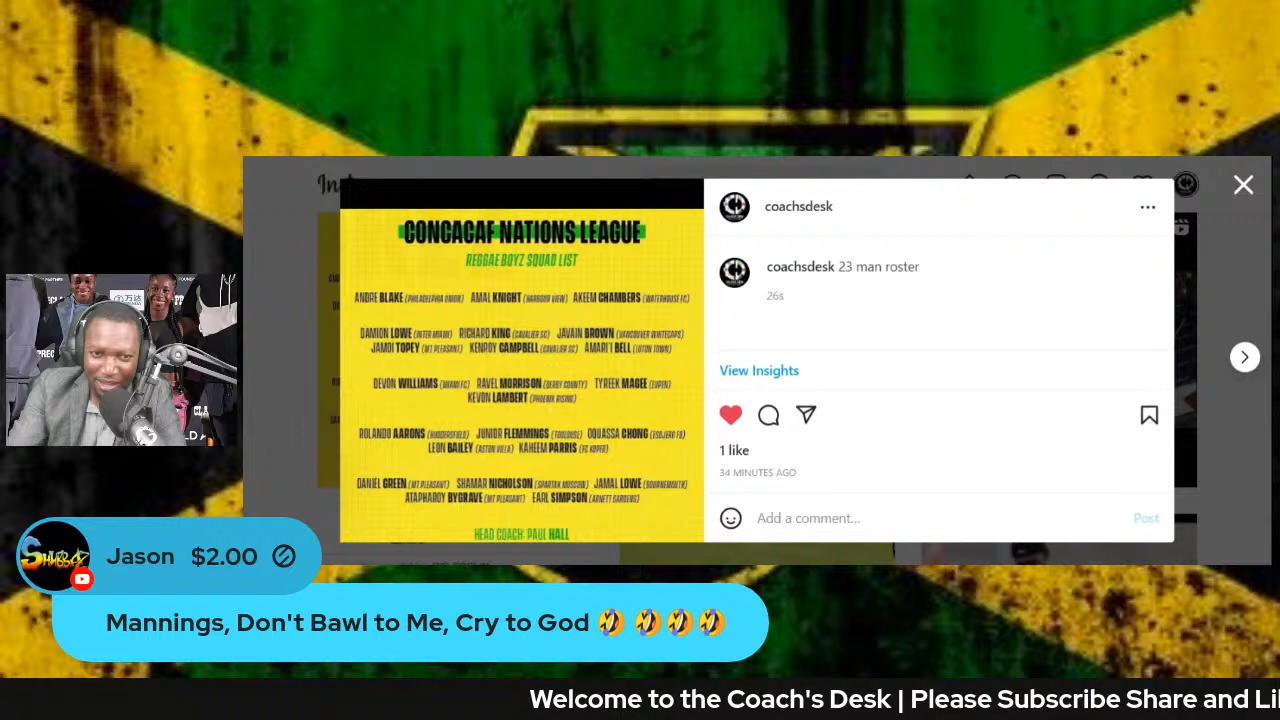 CONCACAF NATIONS LEAGUE
REGGAE BOYZ SQUAD LIST
ANDRE BLAKE (PHILADELPHIA UNION) AMAL KNIGHT (HARBOUR VIEW) AKEEM CHAMBERS (WATERHOUSE FC)
DAMION LOWE (INTER MIAMI) RICHARD KING (CAVALIER SC) JAVAIN BROWN (VANCOUVER WHITECAPS)
JAMOI TOPEY (MT PLEASANT) KENROY CAMPBELL (CAVALIER SC) AMARI'I BELL (LUTON TOWN)
DEVON WILLIAMS (MIAMI FC) RAVEL MORRISON (DERBY COUNTY) TYREEK MAGEE (EUPEN)
KEVON LAMBERT (PHOENIX RISING)
ROLANDO AARONS (HUDDERSFIELD) JUNIOR FLEMMINGS (TOULOUSE) OQUASSA CHONG (ESBJERG FB)
LEON BAILEY (ASTON VILLA) KAHEEM PARRIS (FC KOPER)
DANIEL GREEN (MT PLEASANT) SHAMAR NICHOLSON (SPARTAK MOSCOW) JAMAL LOWE (BOURNEMOUTH)
ATAPHAROY BYGRAVE (MT PLEASANT) EARL SIMPSON (ARNETT GARDENS)
HEAD COACH: PAUL HALL
coachsdesk
coachsdesk 23 man roster
26s
View Insights
1 like
34 MINUTES AGO
Add a comment...
Post
Jason $2.00
Mannings, Don't Bawl to Me, Cry to God 🤣 🤣🤣🤣
Welcome to the Coach's Desk | Please Subscribe Share and Li